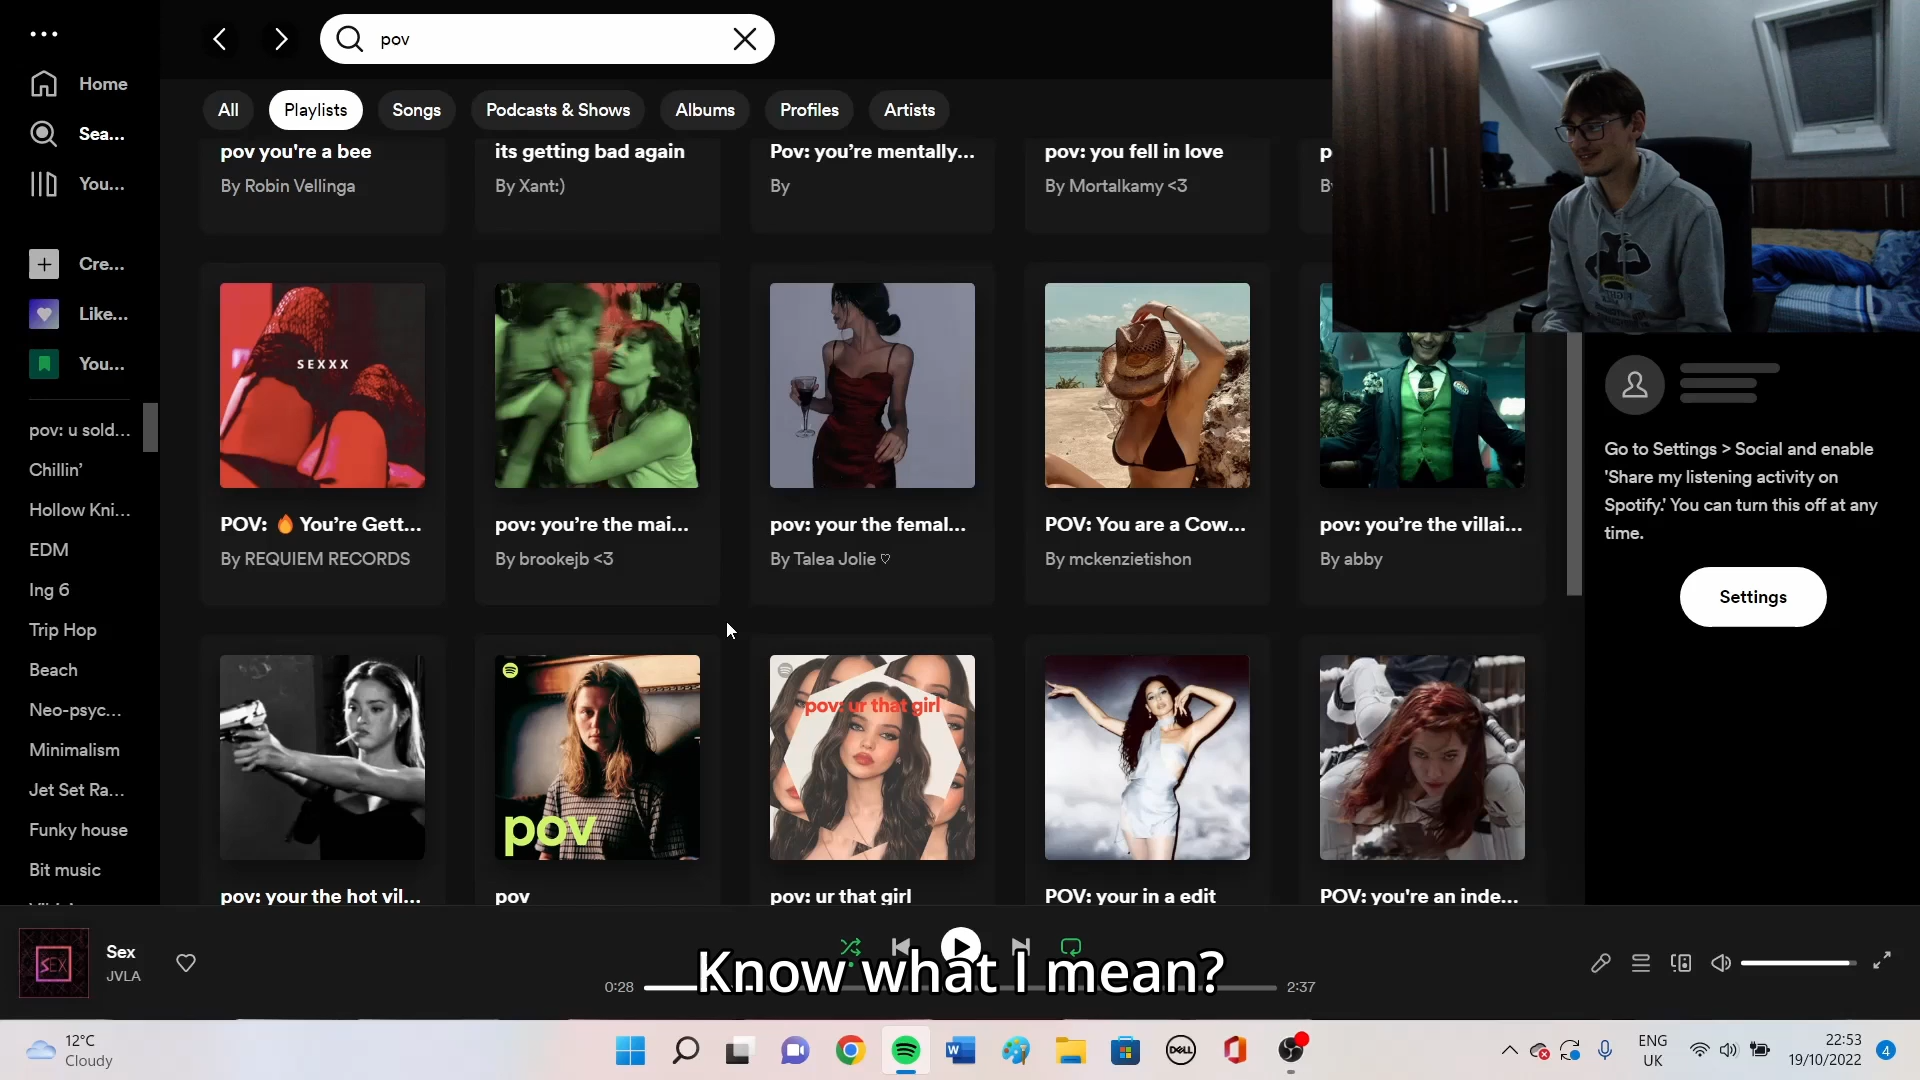 pov
Home
Sea...
You...
Cre...
Like...
You...
pov: u sold...
Chillin’
Hollow Kni...
EDM
Ing 6
Trip Hop
Beach
Neo-psyc...
Minimalism
Jet Set Ra...
Funky house
Bit music
All
Playlists
Songs
Podcasts & Shows
Albums
Profiles
Artists
pov you're a bee
By Robin Vellinga
its getting bad again
By Xant:)
Pov: you’re mentally...
By
pov: you fell in love
By Mortalkamy <3
SEXXX
POV: 🔥 You’re Gett...
By REQUIEM RECORDS
pov: you’re the mai...
By brookejb <3
pov: your the femal...
By Talea Jolie ♡
POV: You are a Cow...
By mckenzietishon
pov: you’re the villai...
By abby
pov
pov: ur that girl
pov: your the hot vil...
pov
pov: ur that girl
POV: your in a edit
POV: you're an inde...
Go to Settings > Social and enable
'Share my listening activity on
Spotify.' You can turn this off at any
time.
Settings
SEX
Sex
JVLA
0:28
2:37
Know what I mean?
12°C
Cloudy
DELL
ENG
UK
22:53
19/10/2022
4